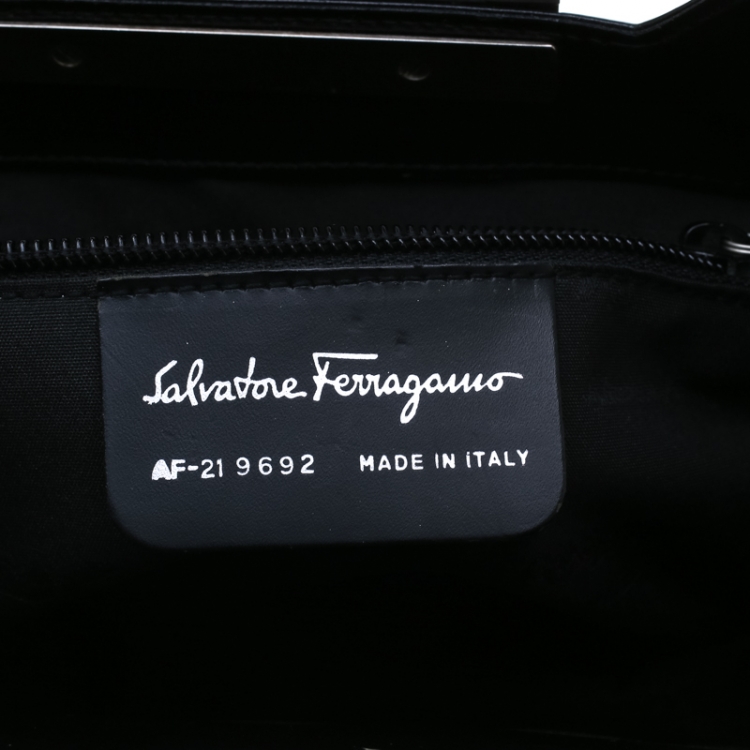 Salvatore Ferragamo
AF-21 9692 MADE IN iTALY